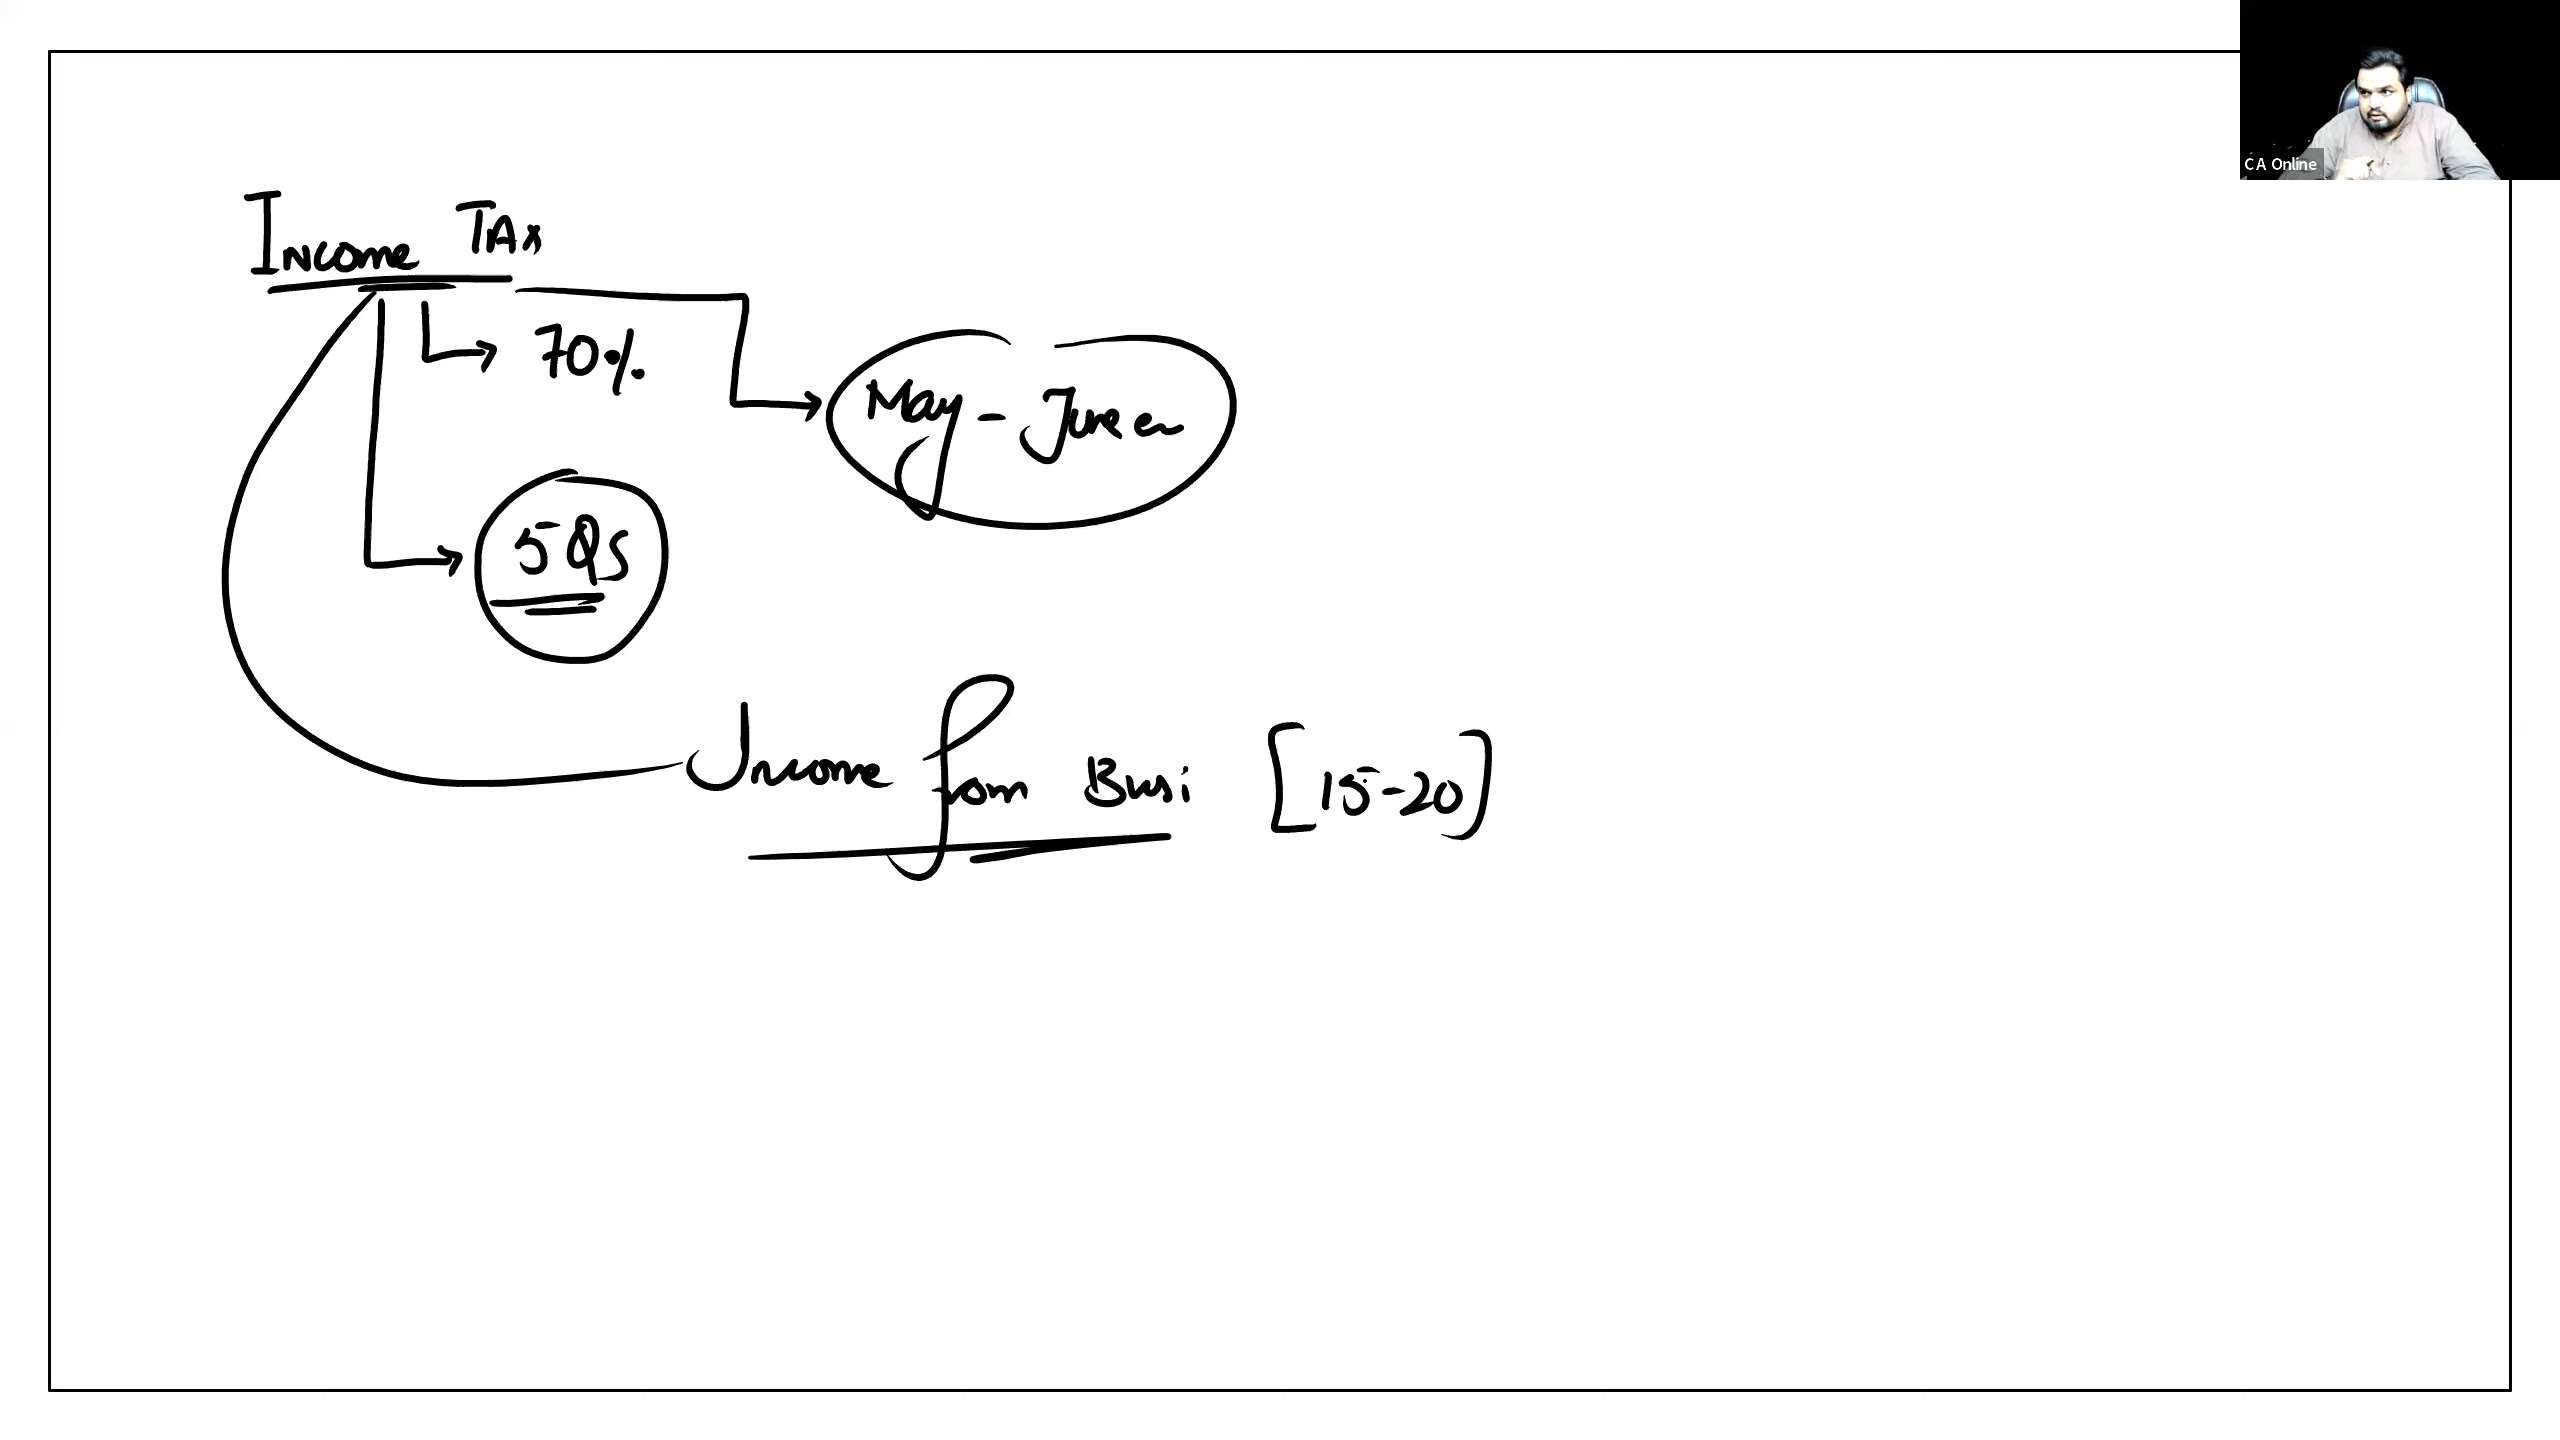 CA Online
Income TAx
70%
May - June
5 QS
Income from Busi [15-20]